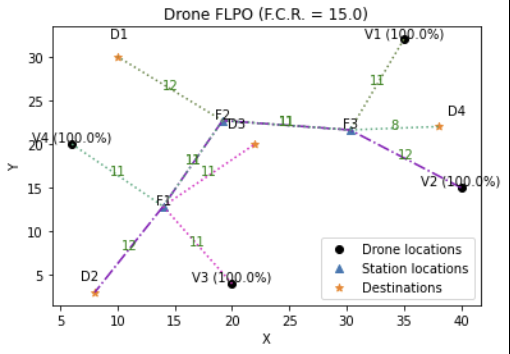 Drone FLPO (F.C.R. = 15.0)
D1
V1 (100.0%)
30
12
11
25
F2
D3
11
F3
8
D4
V4 (100.0%)
20
11
11
11
12
Y
15
V2 (100.0%)
F1
10
12
11
5
D2
V3 (100.0%)
Drone locations
Station locations
Destinations
5
10
15
20
25
30
35
40
X